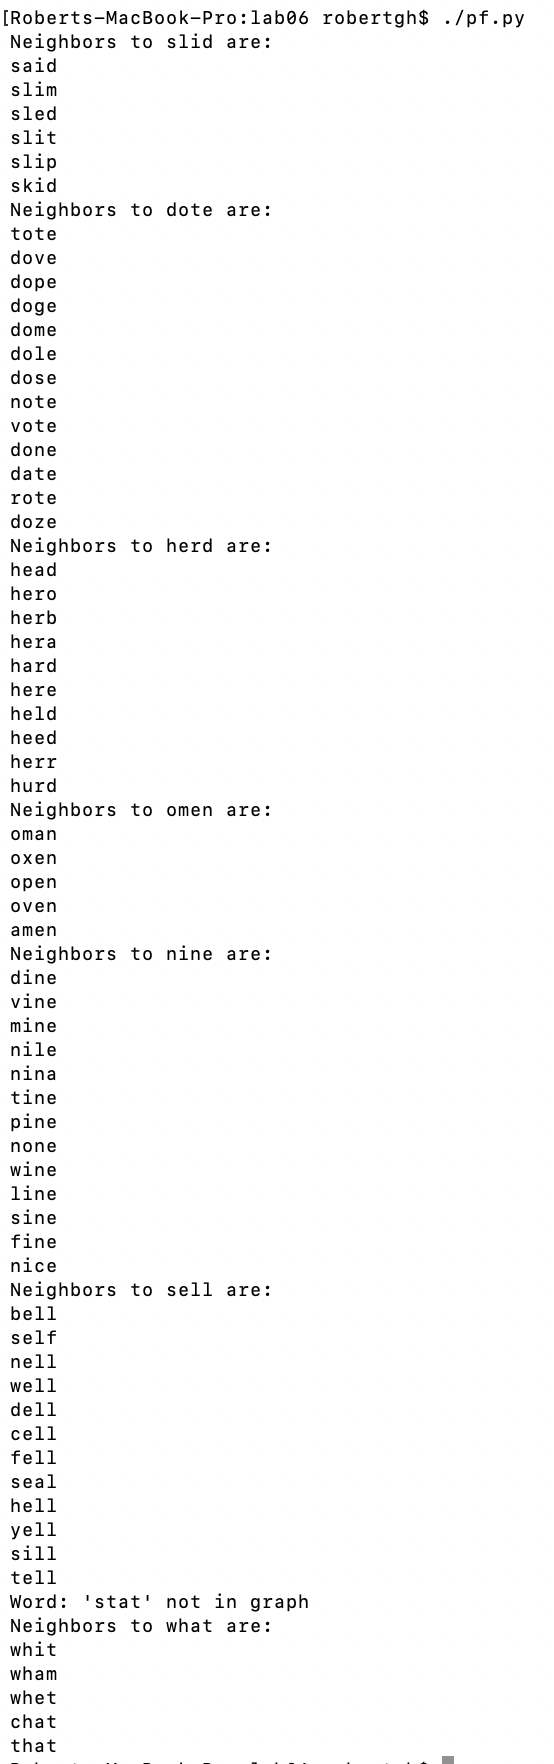 [Roberts-MacBook-Pro:lab06 robertgh$ ./pf.py
Neighbors to slid are:
said
slim
sled
slit
slip
skid
Neighbors to dote are:
tote
dove
dope
doge
dome
dole
dose
note
vote
done
date
rote
doze
Neighbors to herd are:
head
hero
herb
hera
hard
here
held
heed
herr
hurd
Neighbors to omen are:
oman
oxen
open
oven
amen
Neighbors to nine are:
dine
vine
mine
nile
nina
tine
pine
none
wine
line
sine
fine
nice
Neighbors to sell are:
bell
self
nell
well
dell
cell
fell
seal
hell
yell
sill
tell
Word: 'stat' not in graph
Neighbors to what are:
whit
wham
whet
chat
that